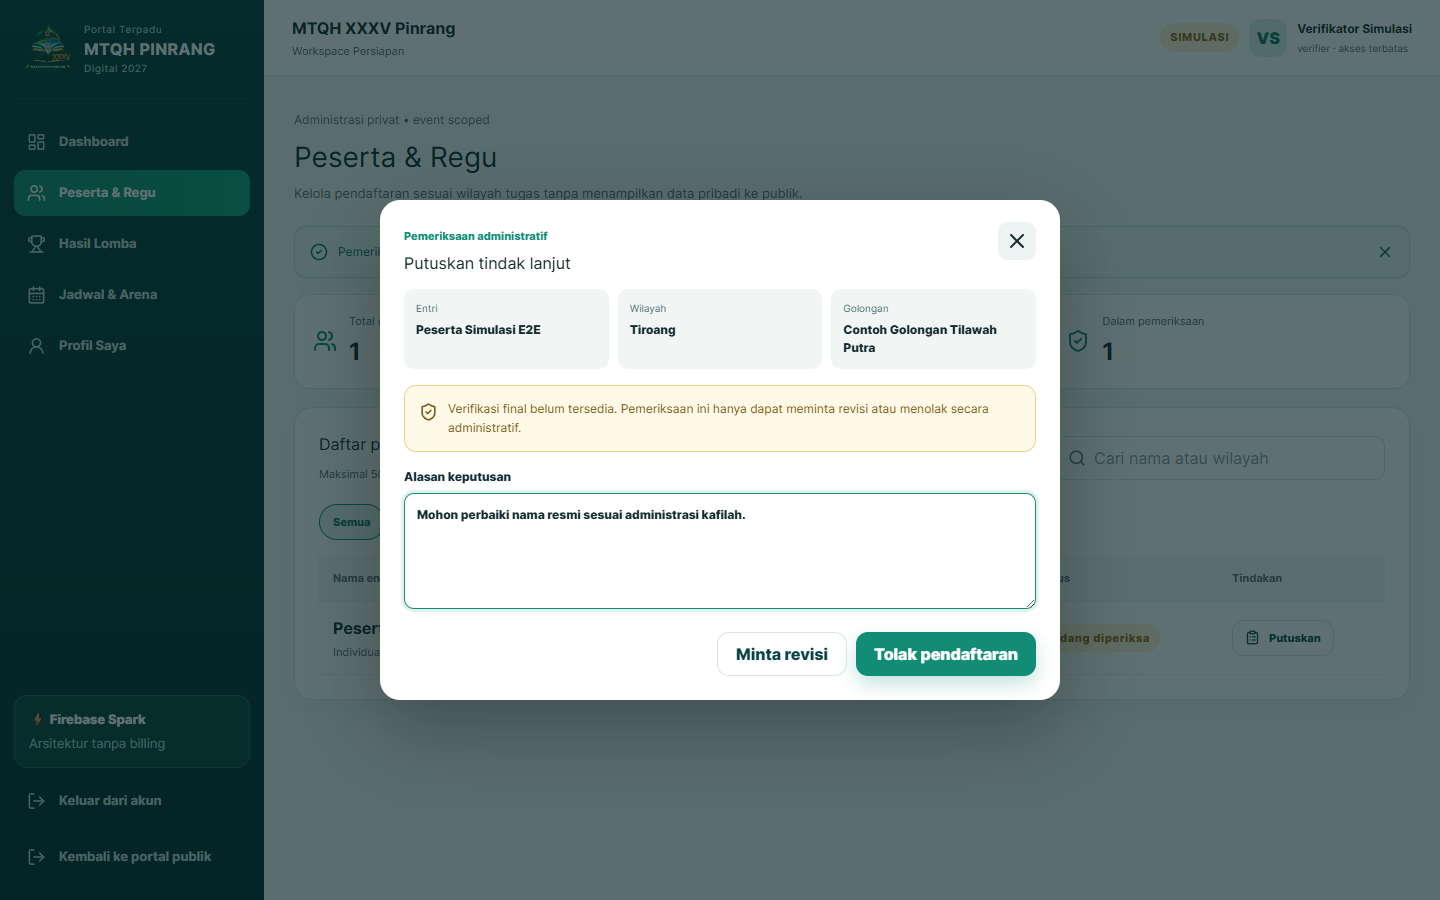 Portal Terpadu
MTQH PINRANG
Digital 2027
Dashboard
Peserta & Regu
Hasil Lomba
Jadwal & Arena
Profil Saya
Firebase Spark
Arsitektur tanpa billing
Keluar dari akun
Kembali ke portal publik
MTQH XXXV Pinrang
Workspace Persiapan
SIMULASI
VS
Verifikator Simulasi
verifier · akses terbatas
Administrasi privat • event scoped
Peserta & Regu
Kelola pendaftaran sesuai wilayah tugas tanpa menampilkan data pribadi ke publik.
Total
1
Dalam pemeriksaan
1
Daftar
Maksimal
Cari nama atau wilayah
Semua
Nama
Tindakan
diperiksa
Putuskan
Pemeriksaan administratif
Putuskan tindak lanjut
Entri
Peserta Simulasi E2E
Wilayah
Tiroang
Golongan
Contoh Golongan Tilawah
Putra
Verifikasi final belum tersedia. Pemeriksaan ini hanya dapat meminta revisi atau menolak secara
administratif.
Alasan keputusan
Mohon perbaiki nama resmi sesuai administrasi kafilah.
Minta revisi
Tolak pendaftaran